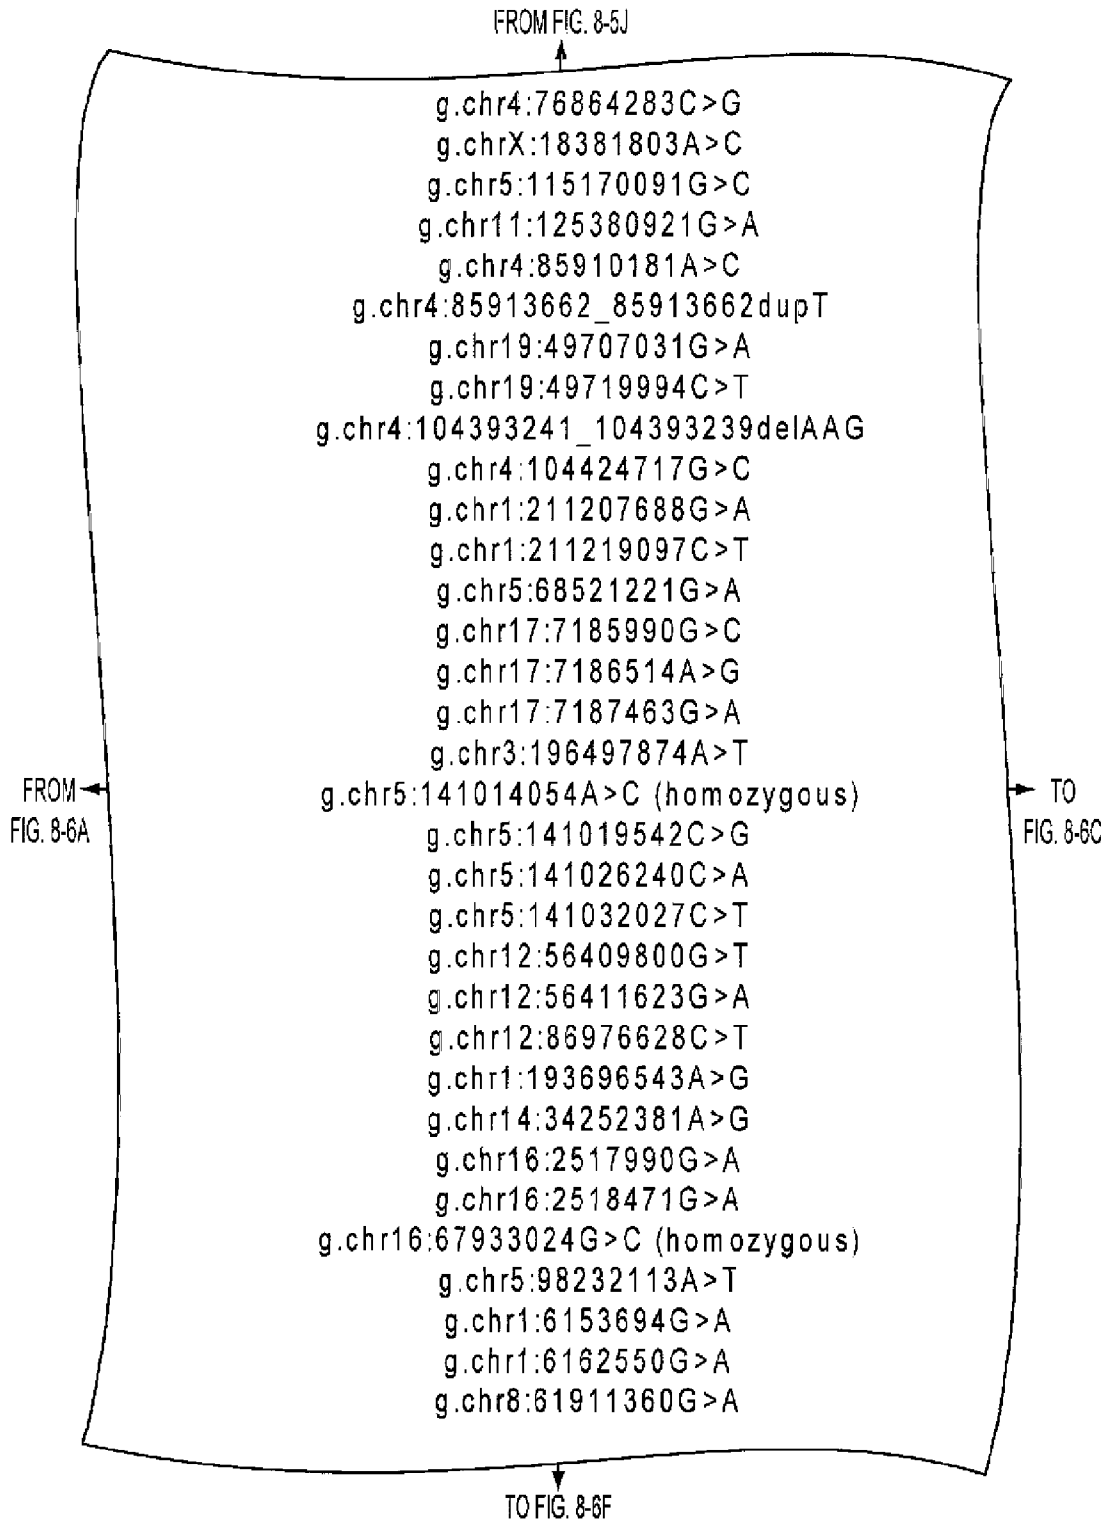 FROM FIG. 8-5J
g.chr4:76864283C>G
g.chrX:18381803A>C
g.chr5:115170091G>C
g.chr11:125380921G>A
g.chr4:85910181A>C
g.chr4:85913662_85913662dupT
g.chr19:49707031G>A
g.chr19:49719994C>T
g.chr4:104393241_104393239delAAG
g.chr4:104424717G>C
g.chr1:211207688G>A
g.chr1:211219097C>T
g.chr5:68521221G>A
g.chr17:7185990G>C
g.chr17:7186514A>G
g.chr17:7187463G>A
g.chr3:196497874A>T
FROM
FIG. 8-6A
g.chr5:141014054A>C (homozygous)
TO
FIG. 8-6C
g.chr5:141019542C>G
g.chr5:141026240C>A
g.chr5:141032027C>T
g.chr12:56409800G>T
g.chr12:56411623G>A
g.chr12:86976628C>T
g.chr1:193696543A>G
g.chr14:34252381A>G
g.chr16:2517990G>A
g.chr16:2518471G>A
g.chr16:67933024G>C (homozygous)
g.chr5:98232113A>T
g.chr1:6153694G>A
g.chr1:6162550G>A
g.chr8:61911360G>A
TO FIG. 8-6F